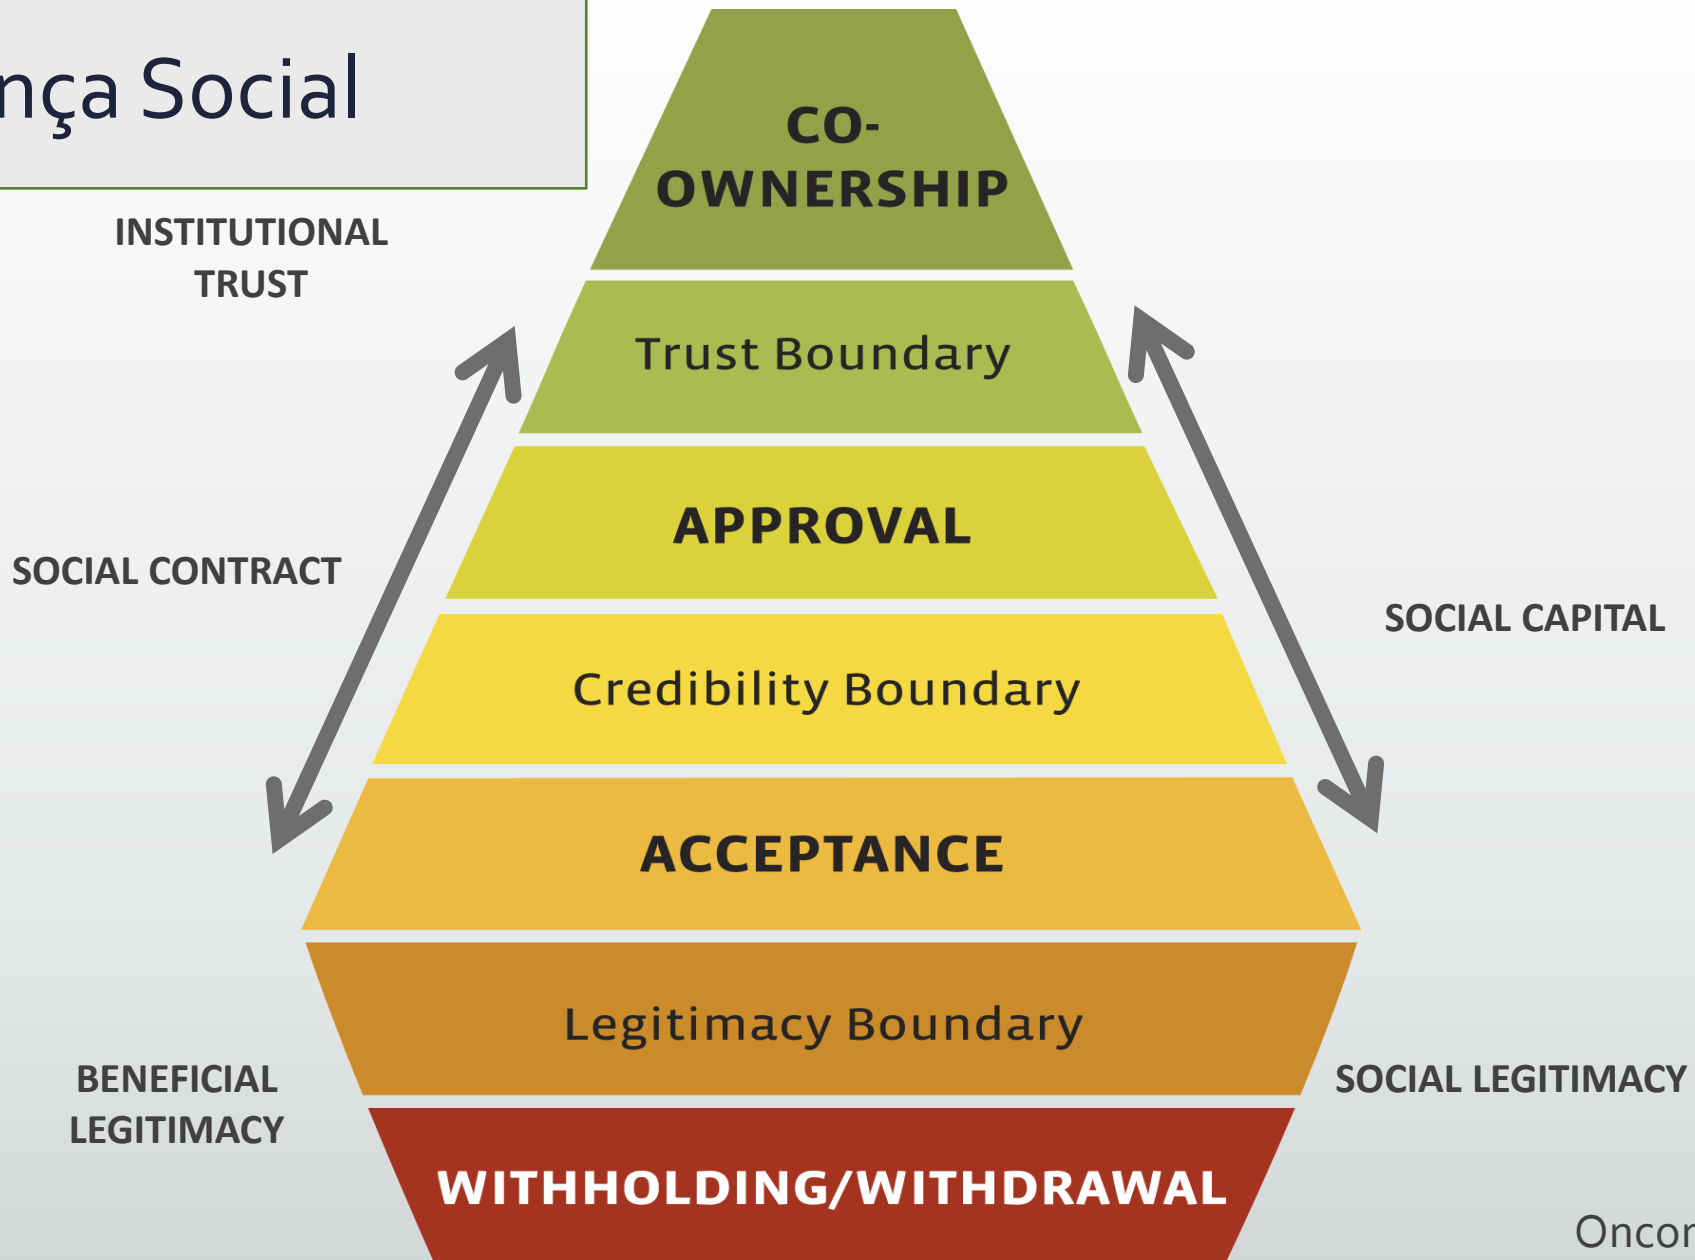 nça Social
CO-
OWNERSHIP
INSTITUTIONAL
TRUST
Trust Boundary
APPROVAL
SOCIAL CONTRACT
SOCIAL CAPITAL
Credibility Boundary
ACCEPTANCE
Legitimacy Boundary
BENEFICIAL
LEGITIMACY
SOCIAL LEGITIMACY
WITHHOLDING/WITHDRAWAL